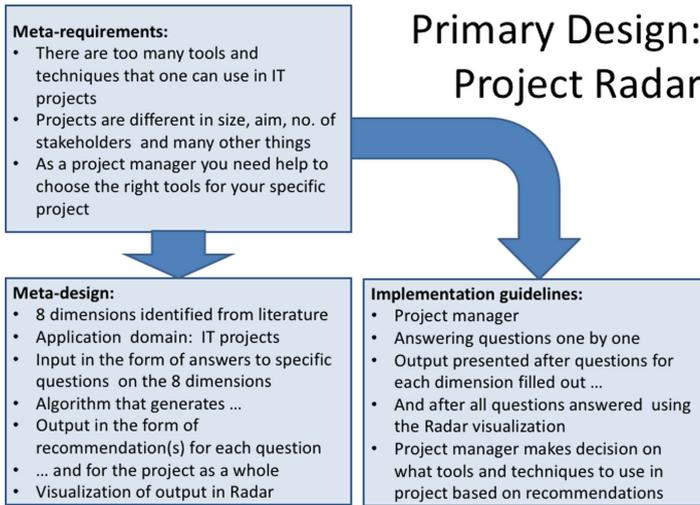 Primary Design:
Project Radar
Meta-requirements:
• There are too many tools and
techniques that one can use in IT
projects
• Projects are different in size, aim, no. of
stakeholders and many other things
• As a project manager you need help to
choose the right tools for your specific
project
Meta-design:
• 8 dimensions identified from literature
• Application domain: IT projects
• Input in the form of answers to specific
questions on the 8 dimensions
• Algorithm that generates …
• Output in the form of
recommendation(s) for each question
• … and for the project as a whole
• Visualization of output in Radar
Implementation guidelines:
• Project manager
• Answering questions one by one
• Output presented after questions for
each dimension filled out …
• And after all questions answered using
the Radar visualization
• Project manager makes decision on
what tools and techniques to use in
project based on recommendations